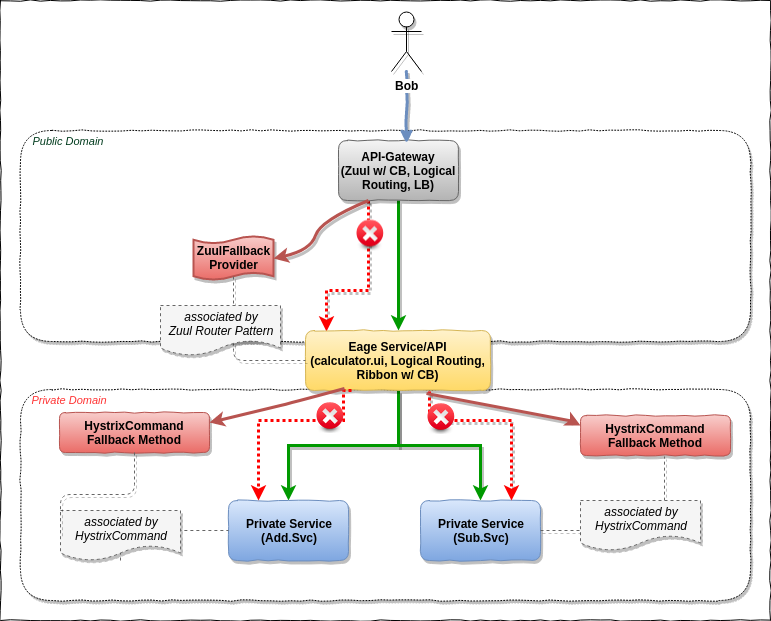 Bob
Public Domain
API-Gateway
(Zuul w/ CB, Logical
Routing, LB)
ZuulFallback
Provider
associated by
Zuul Router Pattern
Eage Service/API
(calculator.ui, Logical Routing,
Ribbon w/ CB)
Private Domain
HystrixCommand
Fallback Method
HystrixCommand
Fallback Method
associated by
HystrixCommand
Private Service
(Add.Svc)
Private Service
(Sub.Svc)
associated by
HystrixCommand